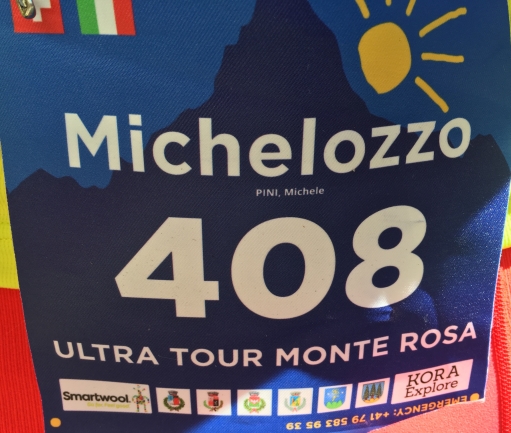 Michelozzo
PINI, Michele
408
ULTRA TOUR MONTE ROSA
Smartwool
KORA
Explore
EMERGENCY: +41 79 583 95 39